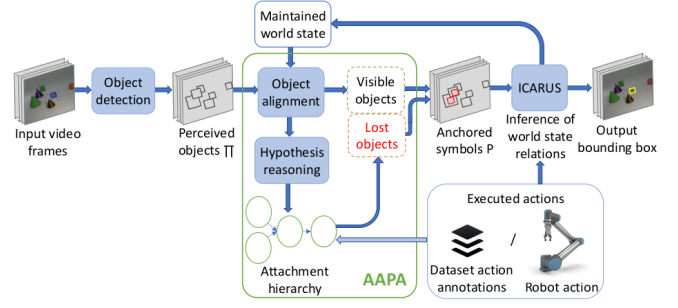 Maintained
world state
Object
detection
Object
alignment
Visible
objects
ICARUS
Input video
frames
Perceived
objects ∏
Lost
objects
Anchored
symbols P
Inference of
world state
relations
Output
bounding box
Hypothesis
reasoning
Executed actions
/
Attachment
hierarchy
AAPA
Dataset action
annotations
Robot action